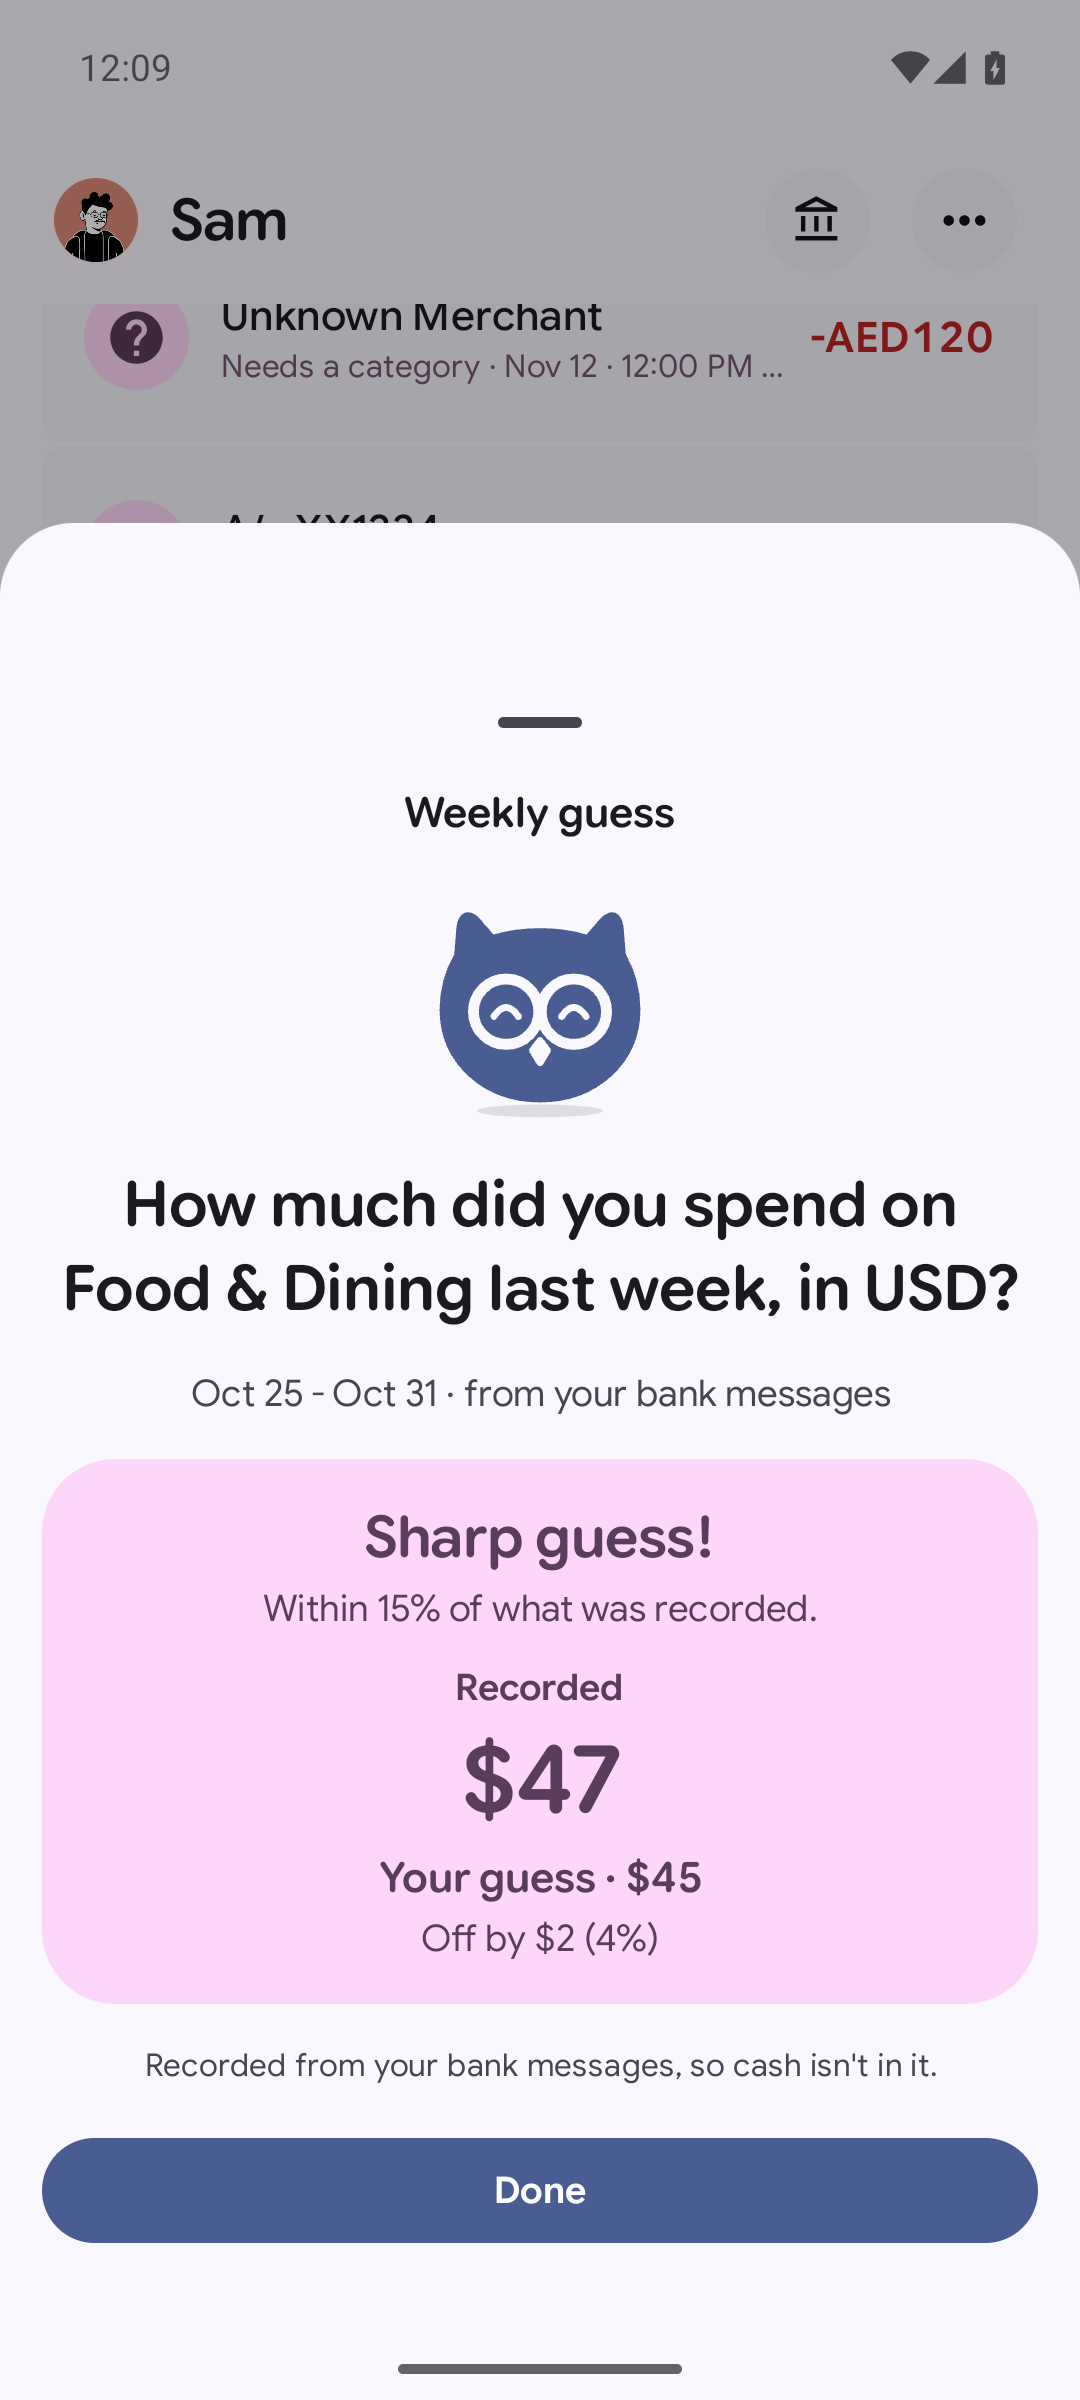 12:09
Sam
Unknown Merchant
Needs a category · Nov 12 · 12:00 PM ...
-AED120
A/c XX1234
Weekly guess
How much did you spend on
Food & Dining last week, in USD?
Oct 25 - Oct 31 · from your bank messages
Sharp guess!
Within 15% of what was recorded.
Recorded
$47
Your guess · $45
Off by $2 (4%)
Recorded from your bank messages, so cash isn't in it.
Done